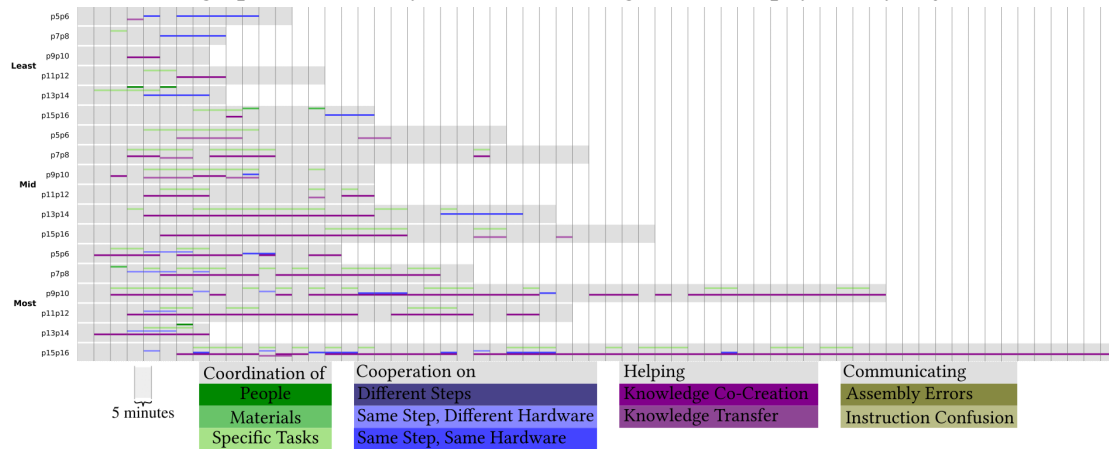 p5p6
p7p8
Least
p9p10
p11p12
p13p14
p15p16
p5p6
p7p8
Mid
p9p10
p11p12
p13p14
p15p16
p5p6
p7p8
Most
p9p10
p11p12
p13p14
p15p16
5 minutes
Coordination of
People
Materials
Specific Tasks
Cooperation on
Different Steps
Same Step, Different Hardware
Same Step, Same Hardware
Helping
Knowledge Co-Creation
Knowledge Transfer
Communicating
Assembly Errors
Instruction Confusion